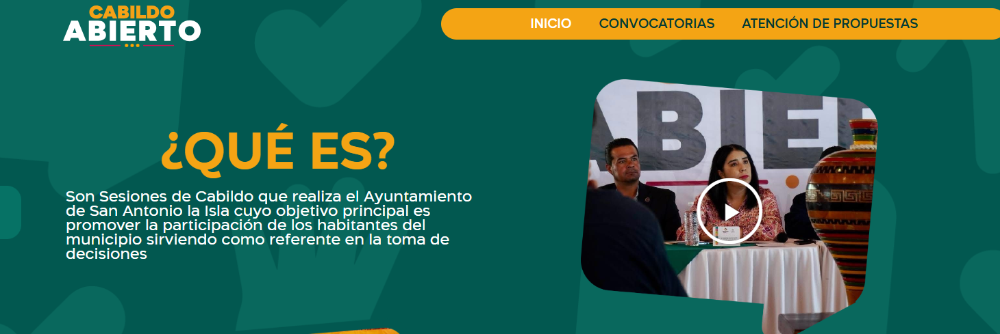 CABILDO
ABIERTO
INICIO
CONVOCATORIAS
ATENCIÓN DE PROPUESTAS
¿QUÉ ES?
Son Sesiones de Cabildo que realiza el Ayuntamiento
de San Antonio la Isla cuyo objetivo principal es
promover la participación de los habitantes del
municipio sirviendo como referente en la toma de
decisiones
ABIER